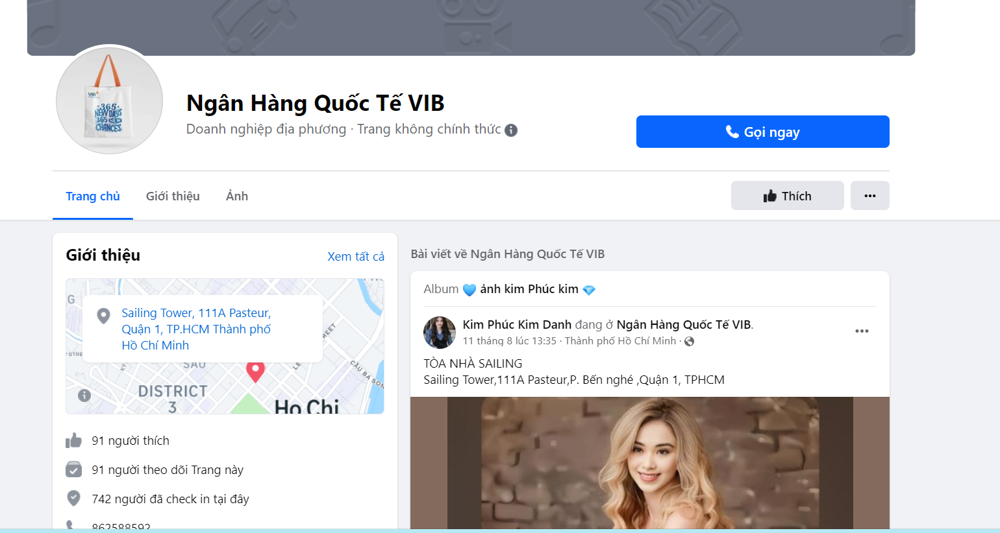 VIB
365
NEW DAYS
365 NEW
CHANCES
Ngân Hàng Quốc Tế VIB
Doanh nghiệp địa phương · Trang không chính thức
Gọi ngay
Trang chủ
Giới thiệu
Ảnh
Thích
Giới thiệu
Xem tất cả
Sailing Tower, 111A Pasteur,
Quận 1, TP.HCM Thành phố
Hồ Chí Minh
DISTRICT
3
Ho Chi
CẦU BA SON
STREET
SAU
91 người thích
91 người theo dõi Trang này
742 người đã check in tại đây
862588592
Bài viết về Ngân Hàng Quốc Tế VIB
Album 💙 ảnh kim Phúc kim 💎
Kim Phúc Kim Danh đang ở Ngân Hàng Quốc Tế VIB.
11 tháng 8 lúc 13:35 · Thành phố Hồ Chí Minh ·
TÒA NHÀ SAILING
Sailing Tower,111A Pasteur,P. Bến nghé ,Quận 1, TPHCM